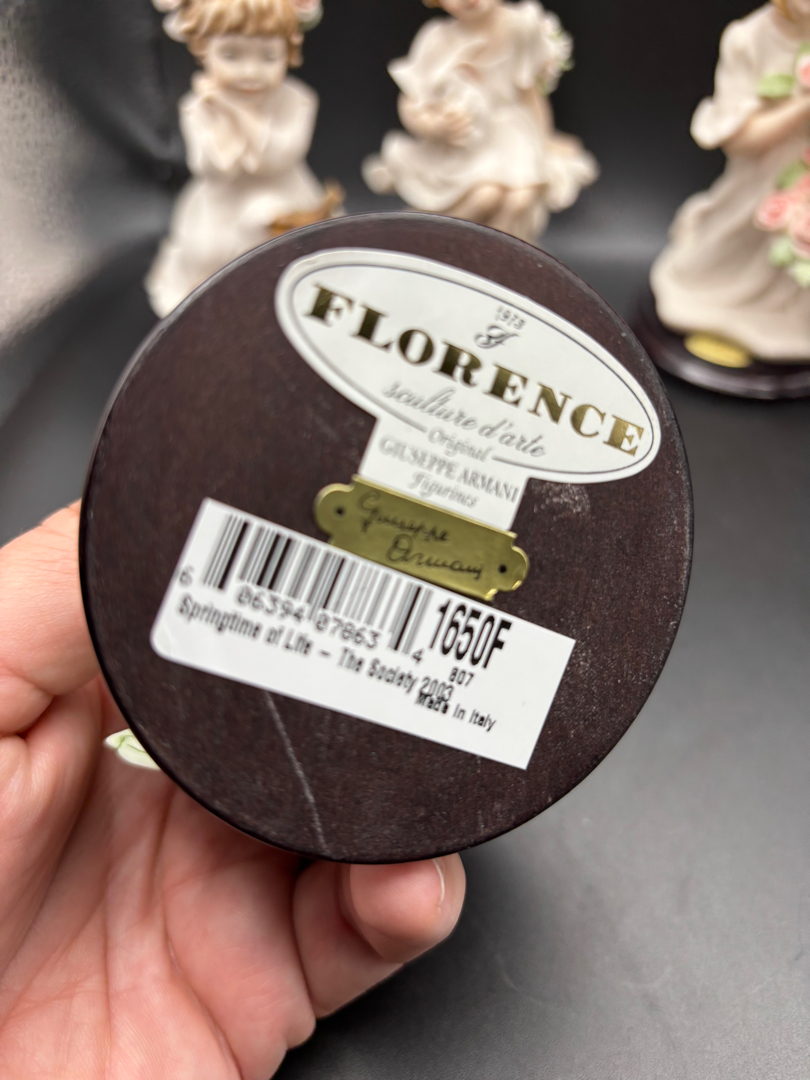 1973
FLORENCE
sculture d'arte
Original
GIUSEPPE ARMANI
Figurines
Giuseppe
Armani
6 06394 07863 4
1650F
807
Springtime of Life – The Society 2003
Made in Italy